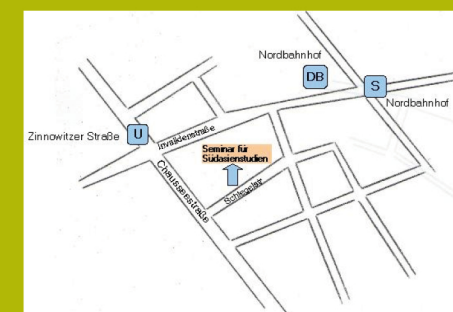 Nordbahnhof
DB
S
Nordbahnhof
Zinnowitzer Straße
U
Invalidenstraße
Seminar für
Südasienstudien
Schlegelstr
Chausseestraße